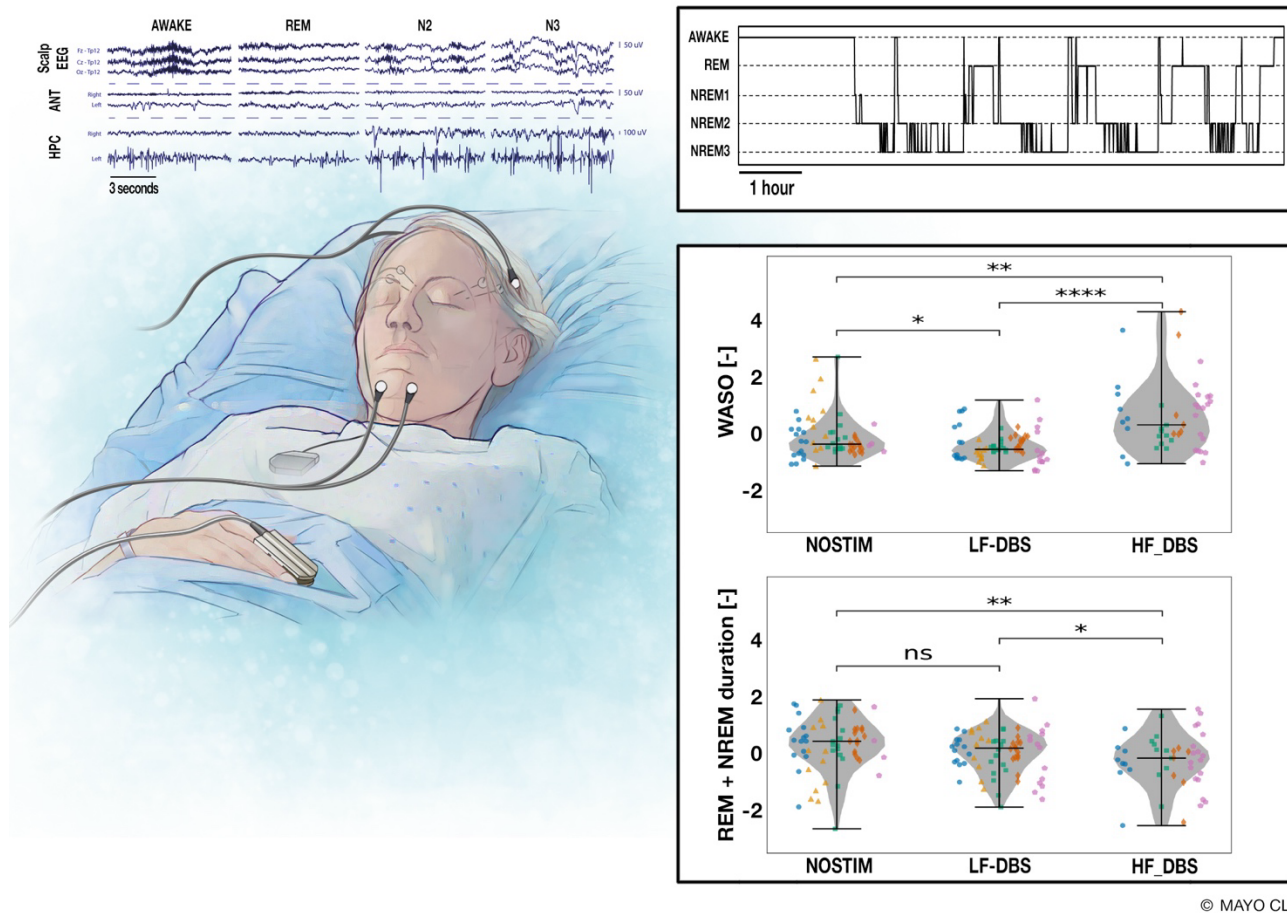 AWAKE REM N2 N3
Scalp
EEG
Fz - Tp12
Cz - Tp12
Oz - Tp12
50 uV
ANT
Right
Left
50 uV
HPC
Right
Left
100 uV
3 seconds
AWAKE
REM
NREM1
NREM2
NREM3
1 hour
WASO [-]
4
2
0
-2
**
****
*
NOSTIM LF-DBS HF_DBS
REM + NREM duration [-]
4
2
0
-2
**
*
ns
NOSTIM LF-DBS HF_DBS
© MAYO CL